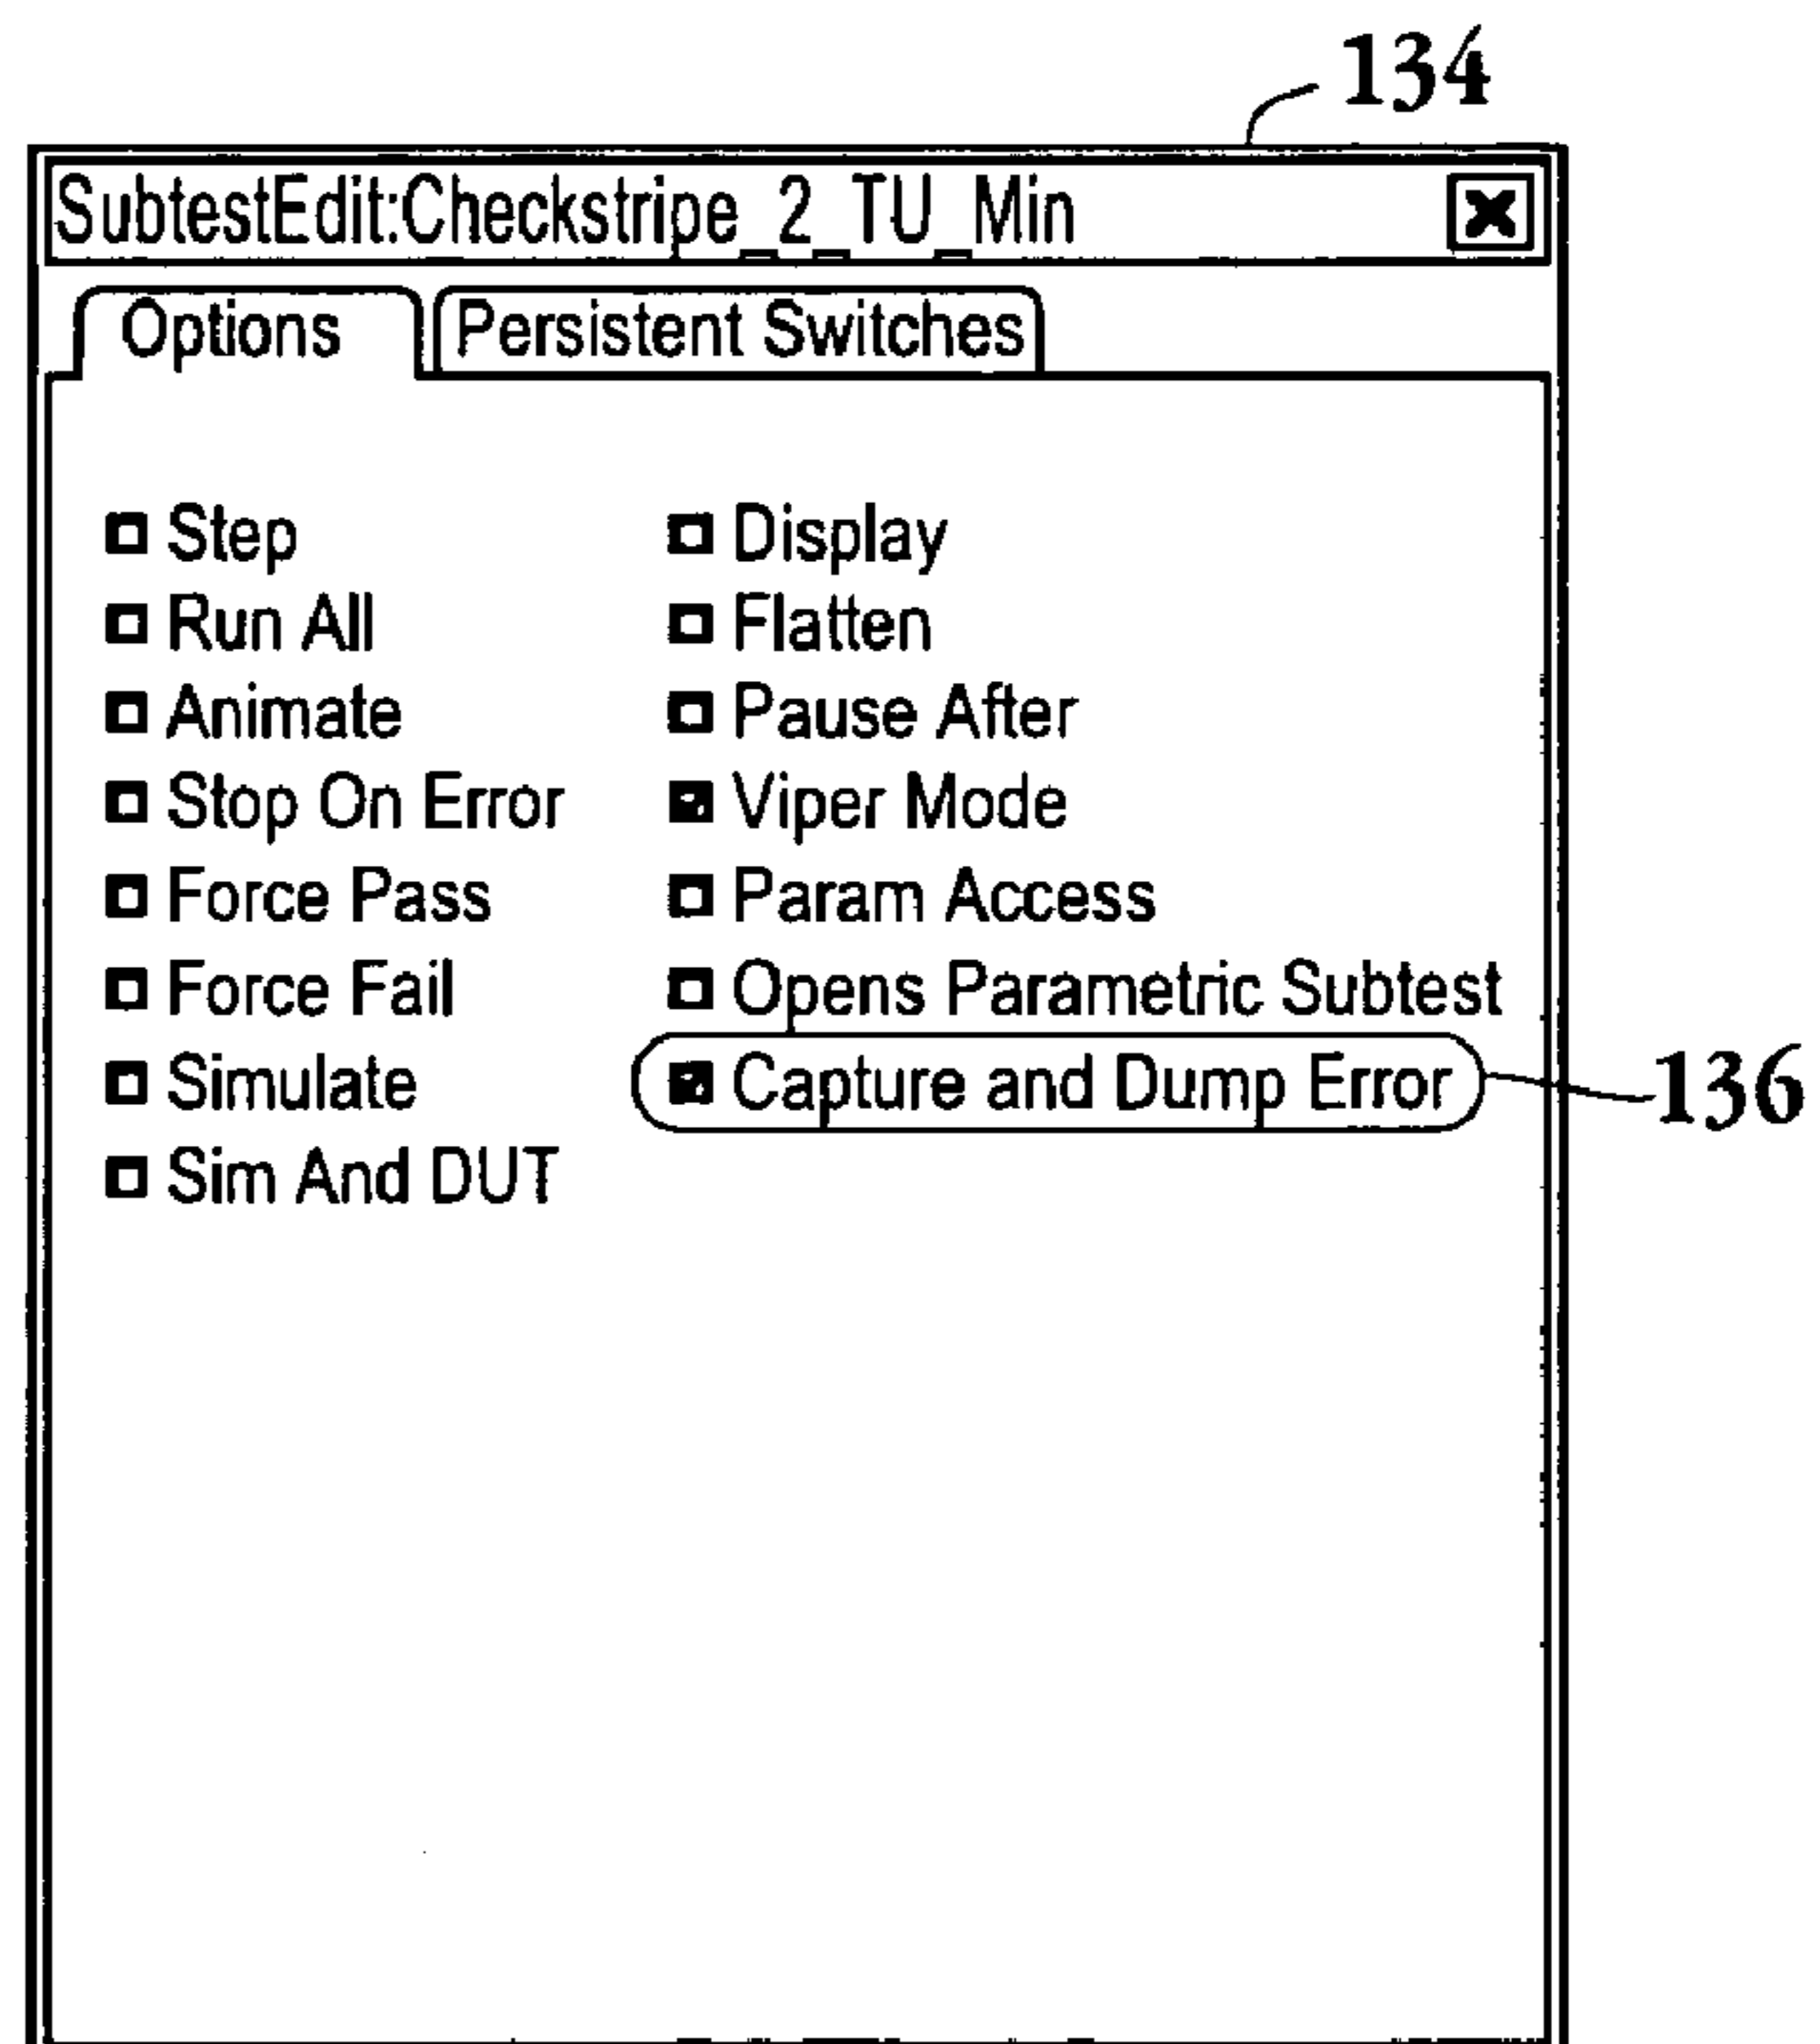 134
SubtestEdit:Checkstripe_2_TU_Min
Options
Persistent Switches
Step
Run All
Animate
Stop On Error
Force Pass
Force Fail
Simulate
Sim And DUT
Display
Flatten
Pause After
Viper Mode
Param Access
Opens Parametric Subtest
Capture and Dump Error
136